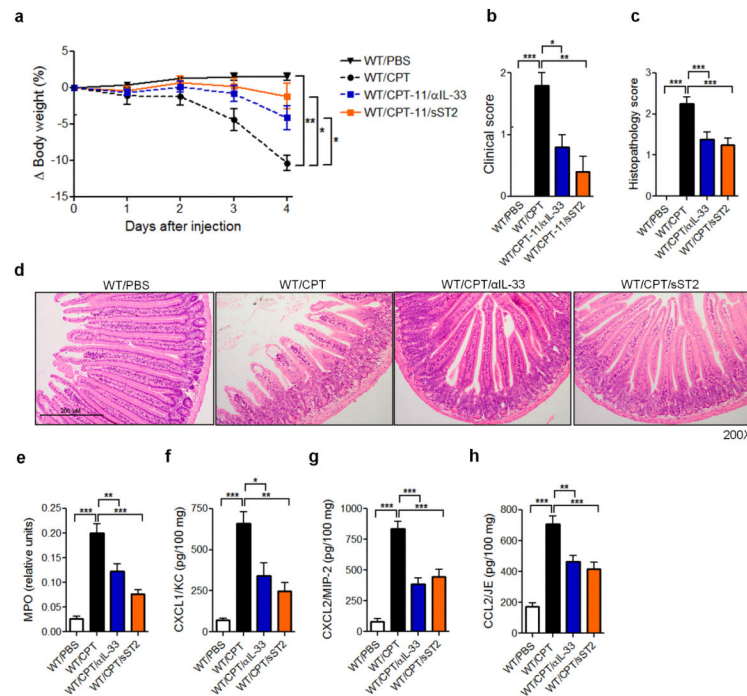 a
b
c
5
0
-5
-10
-15
Δ Body weight (%)
0
1
2
3
4
Days after injection
WT/PBS
WT/CPT
WT/CPT-11/αIL-33
WT/CPT-11/sST2
**
*
*
2
1
0
Clinical score
***
*
**
WT/PBS
WT/CPT
WT/CPT-11/αIL-33
WT/CPT-11/sST2
3
2
1
0
Histopathology score
***
***
***
WT/PBS
WT/CPT
WT/CPT/αIL-33
WT/CPT/sST2
d
WT/PBS
WT/CPT
WT/CPT/αIL-33
WT/CPT/sST2
200X
e
f
g
h
0.25
0.20
0.15
0.10
0.05
0.00
MPO (relative units)
***
**
***
WT/PBS
WT/CPT
WT/CPT/αIL-33
WT/CPT/sST2
750
500
250
0
CXCL1/KC (pg/100 mg)
***
*
**
WT/PBS
WT/CPT
WT/CPT/αIL-33
WT/CPT/sST2
1000
750
500
250
0
CXCL2/MIP-2 (pg/100 mg)
***
***
***
WT/PBS
WT/CPT
WT/CPT/αIL-33
WT/CPT/sST2
800
600
400
200
0
CCL2/JE (pg/100 mg)
***
**
***
WT/PBS
WT/CPT
WT/CPT/αIL-33
WT/CPT/sST2